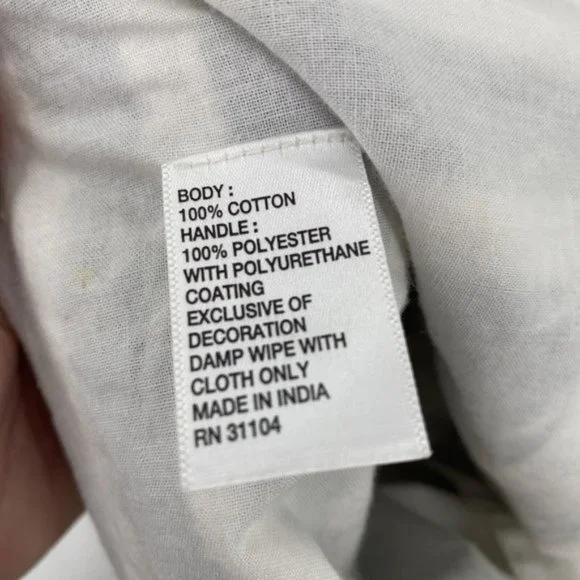 BODY :
100% COTTON
HANDLE :
100% POLYESTER
WITH POLYURETHANE
COATING
EXCLUSIVE OF
DECORATION
DAMP WIPE WITH
CLOTH ONLY
MADE IN INDIA
RN 31104